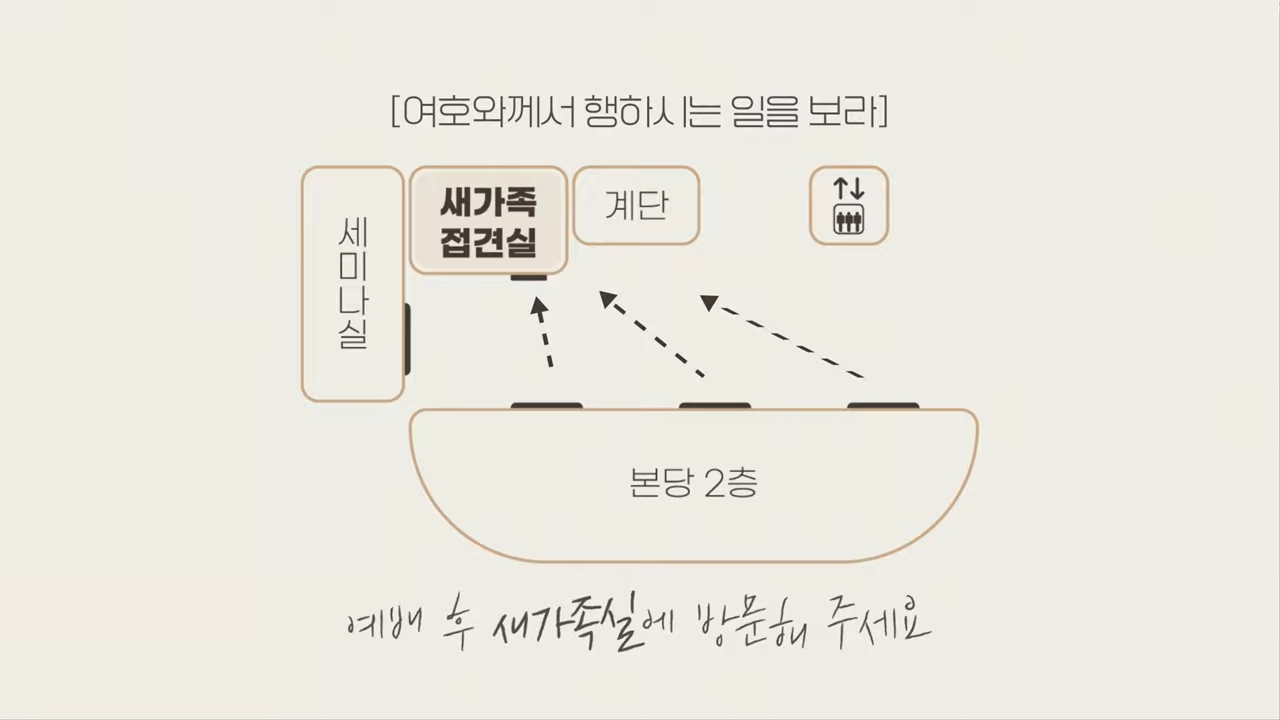 [여호와께서 행하시는 일을 보라]
세미나실
새가족
접견실
계단
본당 2층
예배 후 새가족실에 방문해 주세요